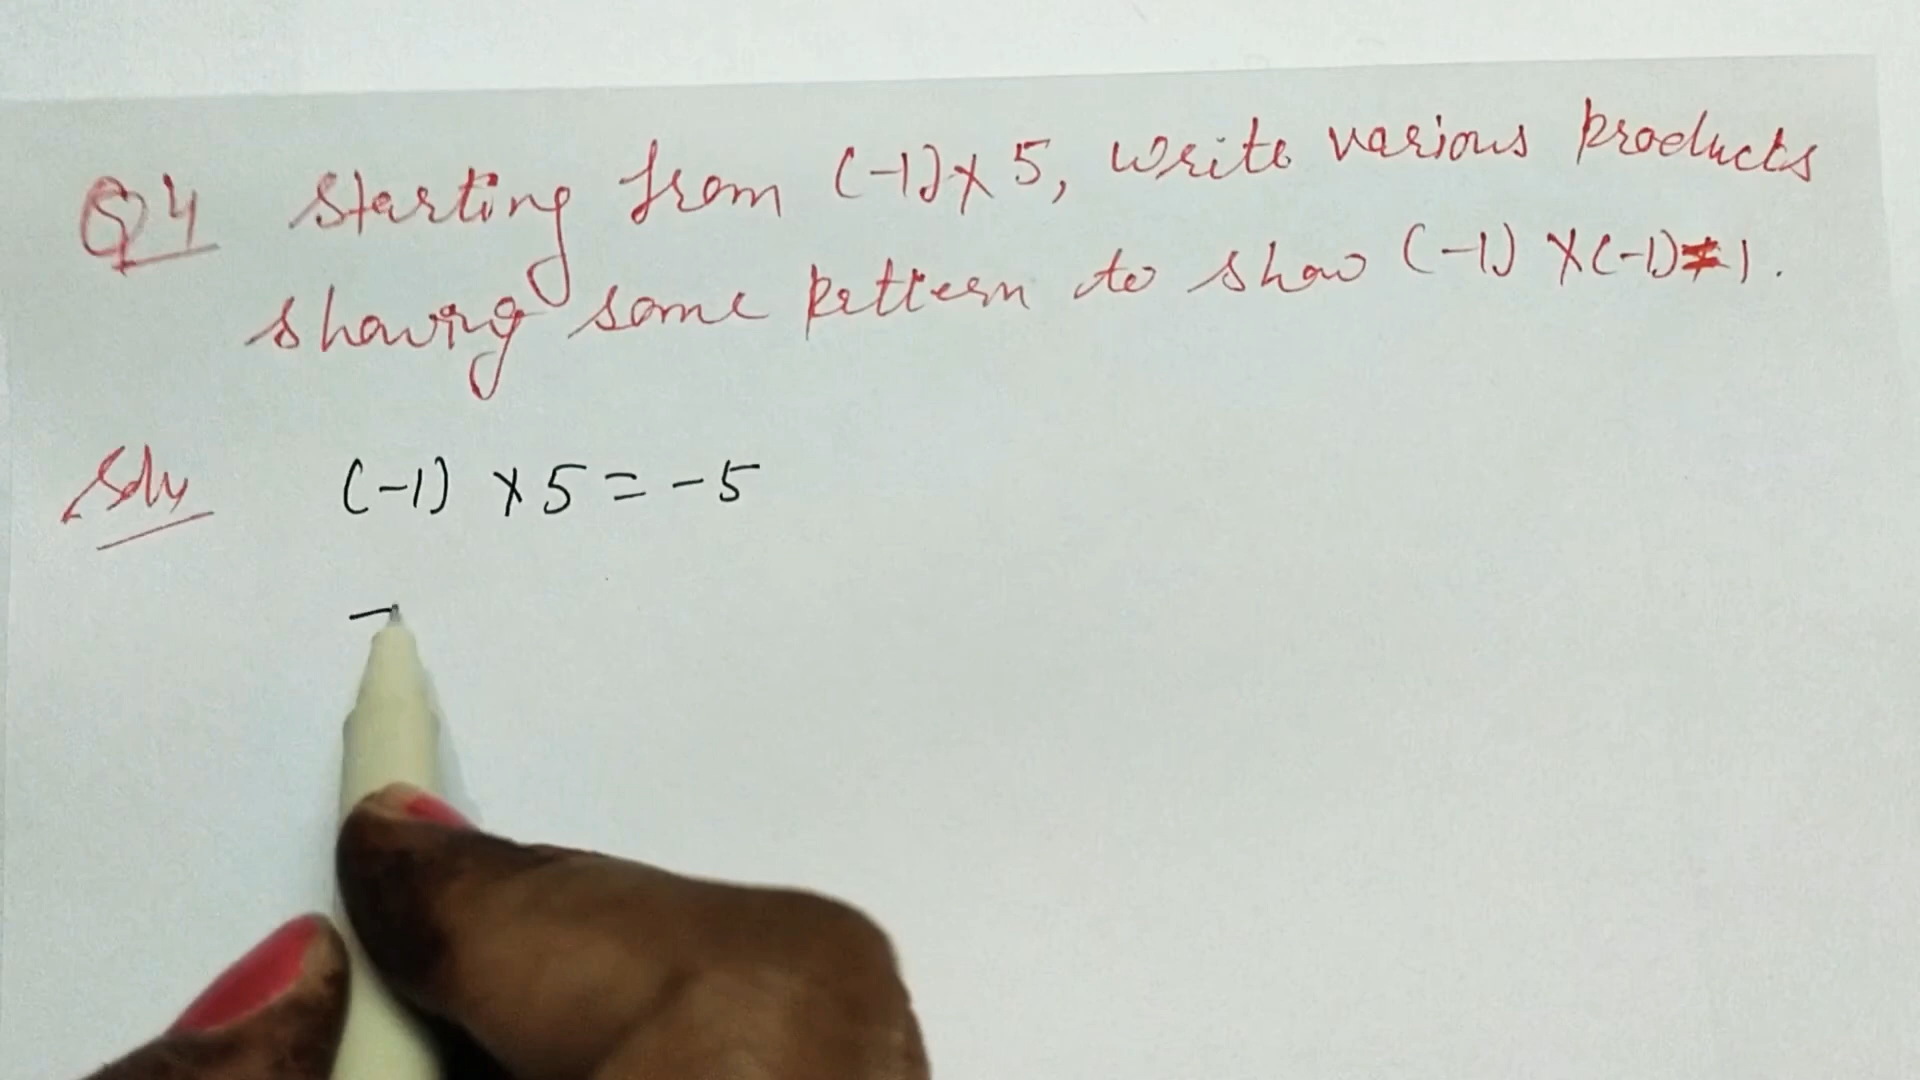 Q4 Starting from (-1)× 5, write various products
showing some pattern to show (-1) ×(-1)=1.
Soln (-1) ×5 = -5
-